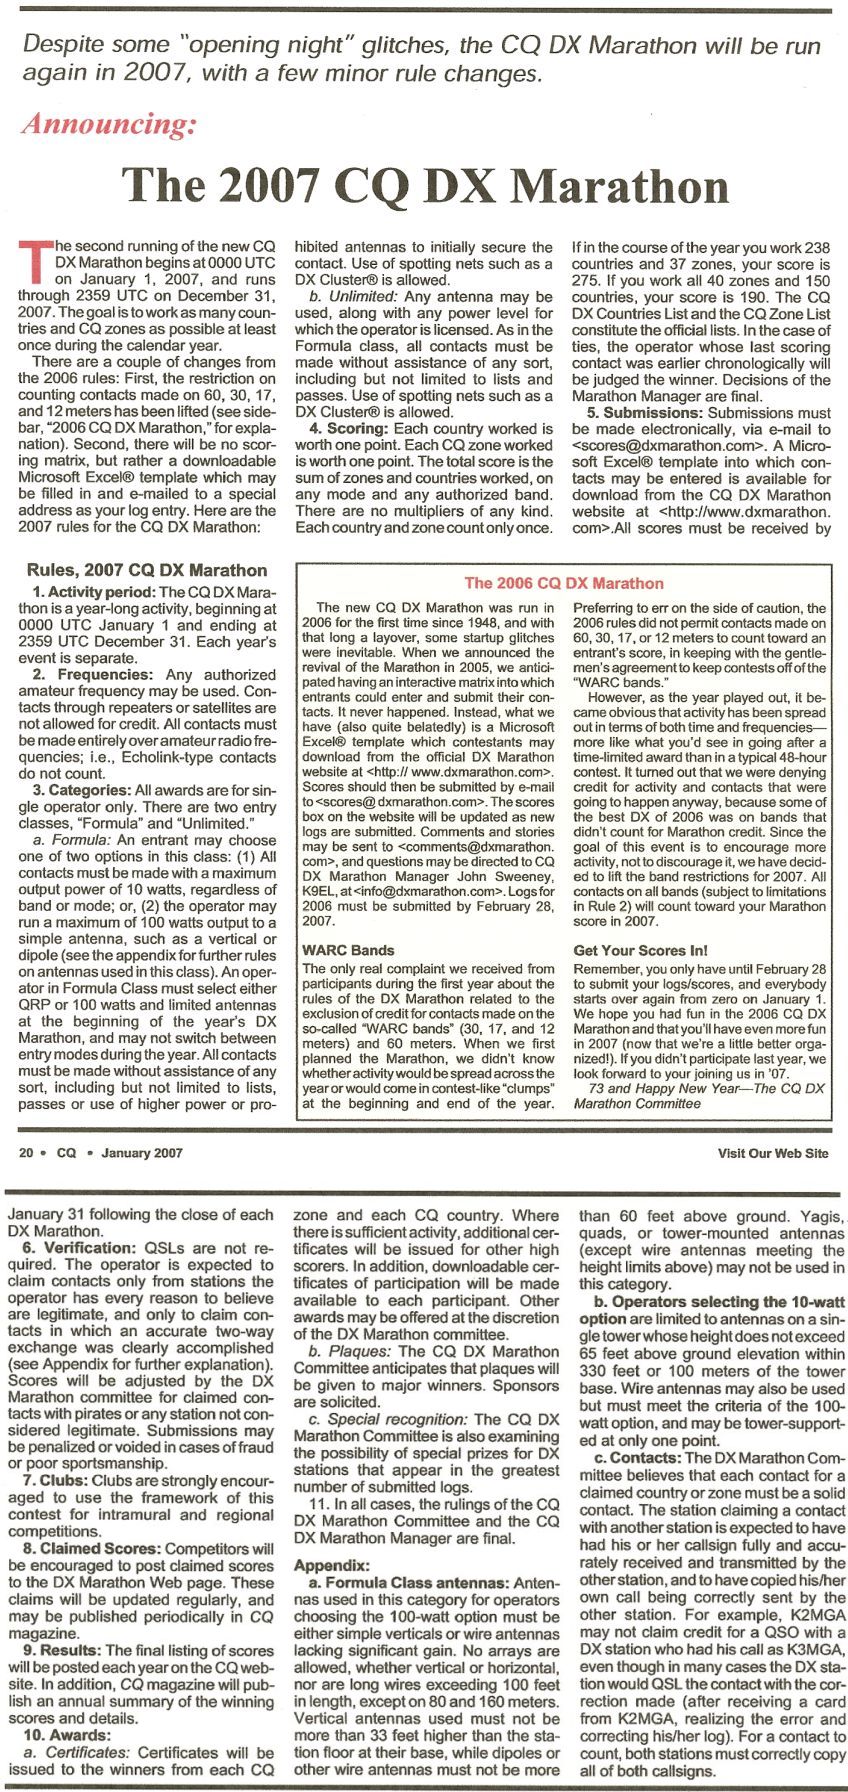 Despite some "opening night" glitches, the CQ DX Marathon will be run
again in 2007, with a few minor rule changes.
Announcing:
The 2007 CQ DX Marathon
The second running of the new CQ
DX Marathon begins at 0000 UTC
on January 1, 2007, and runs
through 2359 UTC on December 31,
2007. The goal is to work as many coun-
tries and CQ zones as possible at least
once during the calendar year.
There are a couple of changes from
the 2006 rules: First, the restriction on
counting contacts made on 60, 30, 17,
and 12 meters has been lifted (see side-
bar, "2006 CQ DX Marathon," for expla-
nation). Second, there will be no scor-
ing matrix, but rather a downloadable
Microsoft Excel® template which may
be filled in and e-mailed to a special
address as your log entry. Here are the
2007 rules for the CQ DX Marathon:
Rules, 2007 CQ DX Marathon
1. Activity period: The CQ DX Mara-
thon is a year-long activity, beginning at
0000 UTC January 1 and ending at
2359 UTC December 31. Each year's
event is separate.
2. Frequencies: Any authorized
amateur frequency may be used. Con-
tacts through repeaters or satellites are
not allowed for credit. All contacts must
be made entirely over amateur radio fre-
quencies; i.e., Echolink-type contacts
do not count.
3. Categories: All awards are for sin-
gle operator only. There are two entry
classes, "Formula" and "Unlimited."
a. Formula: An entrant may choose
one of two options in this class: (1) All
contacts must be made with a maximum
output power of 10 watts, regardless of
band or mode; or, (2) the operator may
run a maximum of 100 watts output to a
simple antenna, such as a vertical or
dipole (see the appendix for further rules
on antennas used in this class). An oper-
ator in Formula Class must select either
QRP or 100 watts and limited antennas
at the beginning of the year's DX
Marathon, and may not switch between
entry modes during the year. All contacts
must be made without assistance of any
sort, including but not limited to lists,
passes or use of higher power or pro-
hibited antennas to initially secure the
contact. Use of spotting nets such as a
DX Cluster® is allowed.
b. Unlimited: Any antenna may be
used, along with any power level for
which the operator is licensed. As in the
Formula class, all contacts must be
made without assistance of any sort,
including but not limited to lists and
passes. Use of spotting nets such as a
DX Cluster® is allowed.
4. Scoring: Each country worked is
worth one point. Each CQ zone worked
is worth one point. The total score is the
sum of zones and countries worked, on
any mode and any authorized band.
There are no multipliers of any kind.
Each country and zone count only once.
If in the course of the year you work 238
countries and 37 zones, your score is
275. If you work all 40 zones and 150
countries, your score is 190. The CQ
DX Countries List and the CQ Zone List
constitute the official lists. In the case of
ties, the operator whose last scoring
contact was earlier chronologically will
be judged the winner. Decisions of the
Marathon Manager are final.
5. Submissions: Submissions must
be made electronically, via e-mail to
<scores@dxmarathon.com>. A Micro-
soft Excel® template into which con-
tacts may be entered is available for
download from the CQ DX Marathon
website at <http://www.dxmarathon.
com>.All scores must be received by
The 2006 CQ DX Marathon
The new CQ DX Marathon was run in
2006 for the first time since 1948, and with
that long a layover, some startup glitches
were inevitable. When we announced the
revival of the Marathon in 2005, we antici-
pated having an interactive matrix into which
entrants could enter and submit their con-
tacts. It never happened. Instead, what we
have (also quite belatedly) is a Microsoft
Excel® template which contestants may
download from the official DX Marathon
website at <http:// www.dxmarathon.com>.
Scores should then be submitted by e-mail
to <scores@ dxmarathon.com>. The scores
box on the website will be updated as new
logs are submitted. Comments and stories
may be sent to <comments@dxmarathon.
com>, and questions may be directed to CQ
DX Marathon Manager John Sweeney,
K9EL, at <info@dxmarathon.com>. Logs for
2006 must be submitted by February 28,
2007.
WARC Bands
The only real complaint we received from
participants during the first year about the
rules of the DX Marathon related to the
exclusion of credit for contacts made on the
so-called "WARC bands" (30, 17, and 12
meters) and 60 meters. When we first
planned the Marathon, we didn't know
whether activity would be spread across the
year or would come in contest-like "clumps"
at the beginning and end of the year.
Preferring to err on the side of caution, the
2006 rules did not permit contacts made on
60, 30, 17, or 12 meters to count toward an
entrant's score, in keeping with the gentle-
men's agreement to keep contests off of the
"WARC bands."
However, as the year played out, it be-
came obvious that activity has been spread
out in terms of both time and frequencies—
more like what you'd see in going after a
time-limited award than in a typical 48-hour
contest. It turned out that we were denying
credit for activity and contacts that were
going to happen anyway, because some of
the best DX of 2006 was on bands that
didn't count for Marathon credit. Since the
goal of this event is to encourage more
activity, not to discourage it, we have decid-
ed to lift the band restrictions for 2007. All
contacts on all bands (subject to limitations
in Rule 2) will count toward your Marathon
score in 2007.
Get Your Scores In!
Remember, you only have until February 28
to submit your logs/scores, and everybody
starts over again from zero on January 1.
We hope you had fun in the 2006 CQ DX
Marathon and that you'll have even more fun
in 2007 (now that we're a little better orga-
nized!). If you didn't participate last year, we
look forward to your joining us in '07.
73 and Happy New Year—The CQ DX
Marathon Committee
20 • CQ • January 2007
Visit Our Web Site
January 31 following the close of each
DX Marathon.
6. Verification: QSLs are not re-
quired. The operator is expected to
claim contacts only from stations the
operator has every reason to believe
are legitimate, and only to claim con-
tacts in which an accurate two-way
exchange was clearly accomplished
(see Appendix for further explanation).
Scores will be adjusted by the DX
Marathon committee for claimed con-
tacts with pirates or any station not con-
sidered legitimate. Submissions may
be penalized or voided in cases of fraud
or poor sportsmanship.
7. Clubs: Clubs are strongly encour-
aged to use the framework of this
contest for intramural and regional
competitions.
8. Claimed Scores: Competitors will
be encouraged to post claimed scores
to the DX Marathon Web page. These
claims will be updated regularly, and
may be published periodically in CQ
magazine.
9. Results: The final listing of scores
will be posted each year on the CQ web-
site. In addition, CQ magazine will pub-
lish an annual summary of the winning
scores and details.
10. Awards:
a. Certificates: Certificates will be
issued to the winners from each CQ
zone and each CQ country. Where
there is sufficient activity, additional cer-
tificates will be issued for other high
scorers. In addition, downloadable cer-
tificates of participation will be made
available to each participant. Other
awards may be offered at the discretion
of the DX Marathon committee.
b. Plaques: The CQ DX Marathon
Committee anticipates that plaques will
be given to major winners. Sponsors
are solicited.
c. Special recognition: The CQ DX
Marathon Committee is also examining
the possibility of special prizes for DX
stations that appear in the greatest
number of submitted logs.
11. In all cases, the rulings of the CQ
DX Marathon Committee and the CQ
DX Marathon Manager are final.
Appendix:
a. Formula Class antennas: Anten-
nas used in this category for operators
choosing the 100-watt option must be
either simple verticals or wire antennas
lacking significant gain. No arrays are
allowed, whether vertical or horizontal,
nor are long wires exceeding 100 feet
in length, except on 80 and 160 meters.
Vertical antennas used must not be
more than 33 feet higher than the sta-
tion floor at their base, while dipoles or
other wire antennas must not be more
than 60 feet above ground. Yagis,
quads, or tower-mounted antennas
(except wire antennas meeting the
height limits above) may not be used in
this category.
b. Operators selecting the 10-watt
option are limited to antennas on a sin-
gle tower whose height does not exceed
65 feet above ground elevation within
330 feet or 100 meters of the tower
base. Wire antennas may also be used
but must meet the criteria of the 100-
watt option, and may be tower-support-
ed at only one point.
c. Contacts: The DX Marathon Com-
mittee believes that each contact for a
claimed country or zone must be a solid
contact. The station claiming a contact
with another station is expected to have
had his or her callsign fully and accu-
rately received and transmitted by the
other station, and to have copied his/her
own call being correctly sent by the
other station. For example, K2MGA
may not claim credit for a QSO with a
DX station who had his call as K3MGA,
even though in many cases the DX sta-
tion would QSL the contact with the cor-
rection made (after receiving a card
from K2MGA, realizing the error and
correcting his/her log). For a contact to
count, both stations must correctly copy
all of both callsigns.